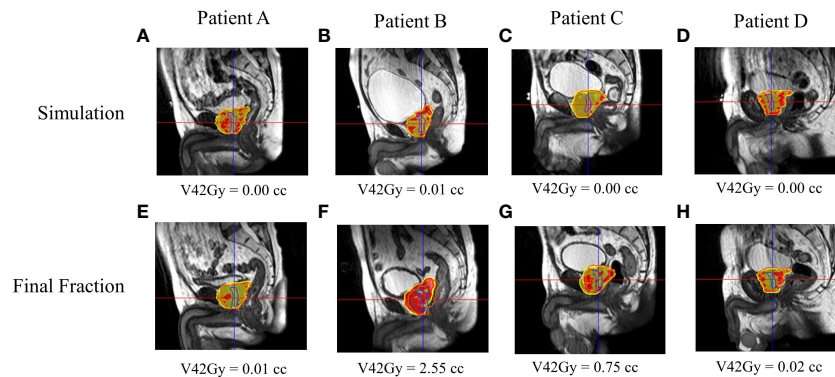 Patient A Patient B Patient C Patient D
A B C D
Simulation
V42Gy = 0.00 cc V42Gy = 0.01 cc V42Gy = 0.00 cc V42Gy = 0.00 cc
E F G H
Final Fraction
V42Gy = 0.01 cc V42Gy = 2.55 cc V42Gy = 0.75 cc V42Gy = 0.02 cc